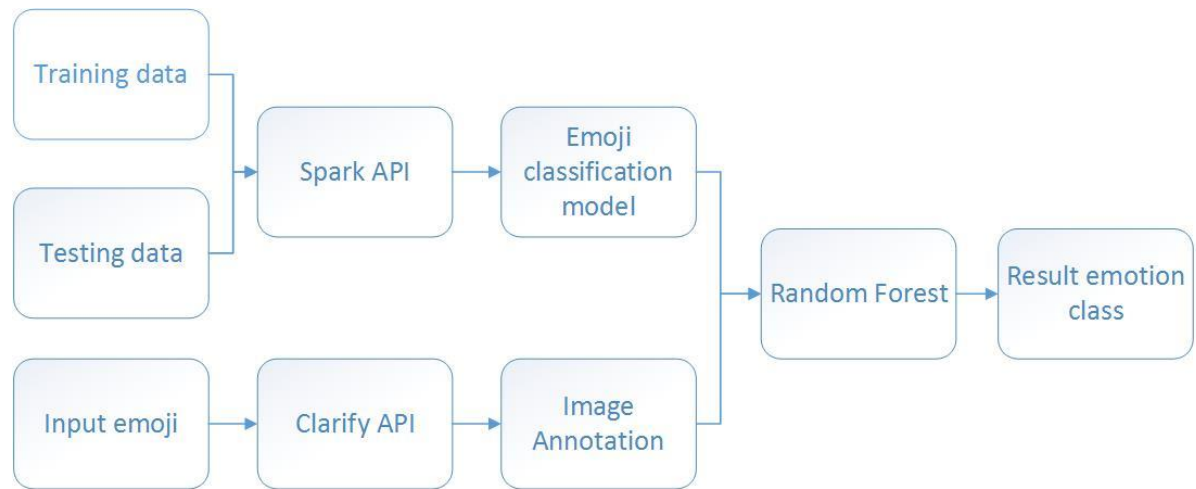 Training data
Testing data
Spark API
Emoji
classification
model
Input emoji
Clarify API
Image
Annotation
Random Forest
Result emotion
class